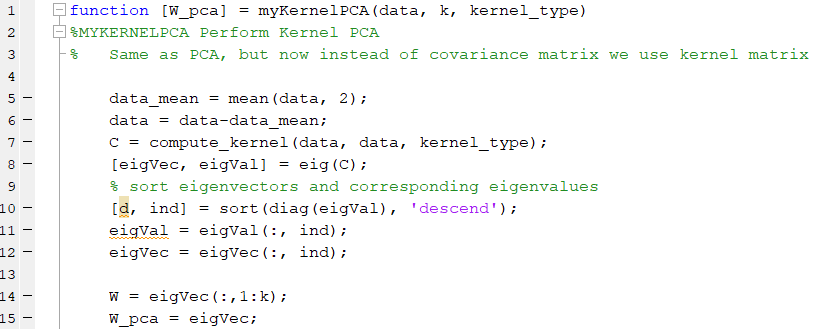 1 function [W_pca] = myKernelPCA(data, k, kernel_type)
2 %MYKERNELPCA Perform Kernel PCA
3 % Same as PCA, but now instead of covariance matrix we use kernel matrix
4
5 – data_mean = mean(data, 2);
6 – data = data-data_mean;
7 – C = compute_kernel(data, data, kernel_type);
8 – [eigVec, eigVal] = eig(C);
9 % sort eigenvectors and corresponding eigenvalues
10 – [d, ind] = sort(diag(eigVal), 'descend');
11 – eigVal = eigVal(:, ind);
12 – eigVec = eigVec(:, ind);
13
14 – W = eigVec(:,1:k);
15 – W_pca = eigVec;